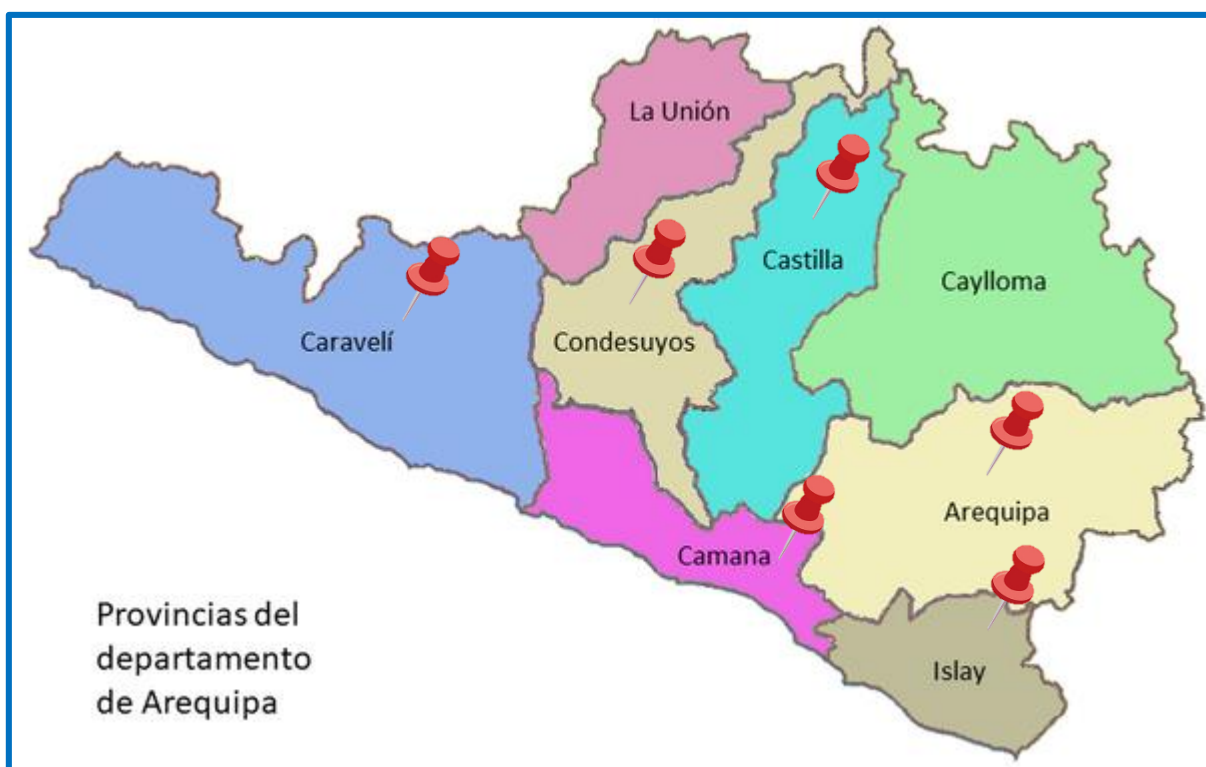 La Unión
Castilla
Caylloma
Caravelí
Condesuyos
Arequipa
Camana
Islay
Provincias del
departamento
de Arequipa